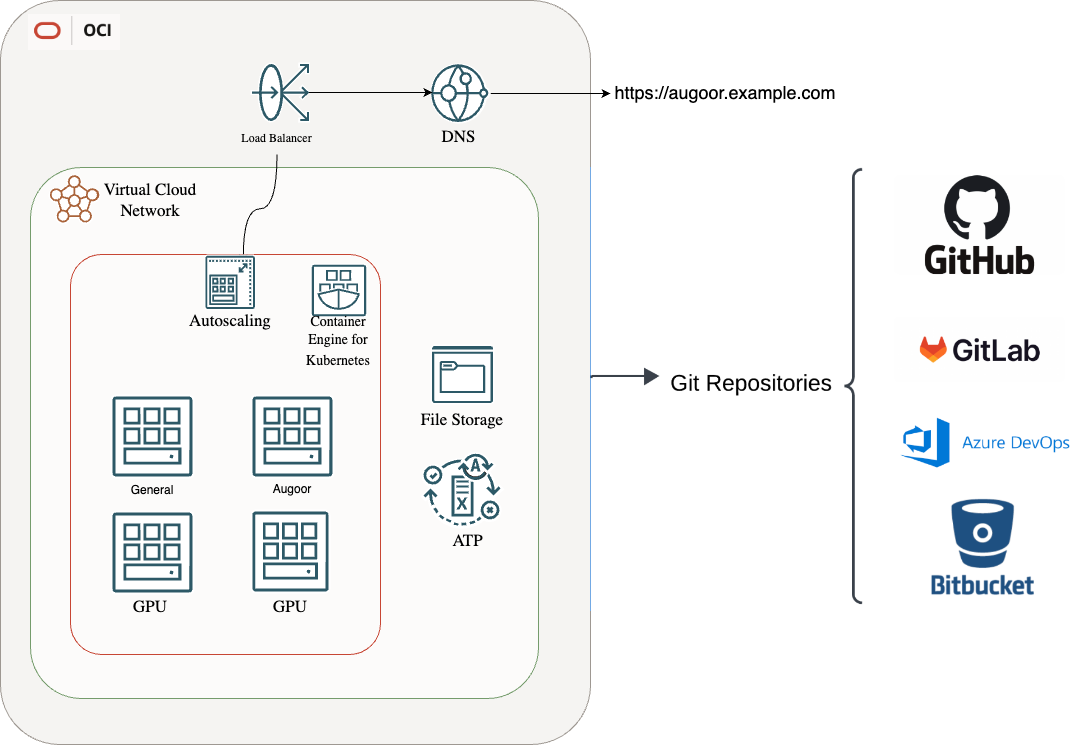 OCI
Load Balancer
DNS
https://augoor.example.com
Virtual Cloud
Network
Autoscaling
Container
Engine for
Kubernetes
File Storage
General
Augoor
A
X
ATP
GPU
GPU
Git Repositories
GitHub
GitLab
Azure DevOps
Bitbucket